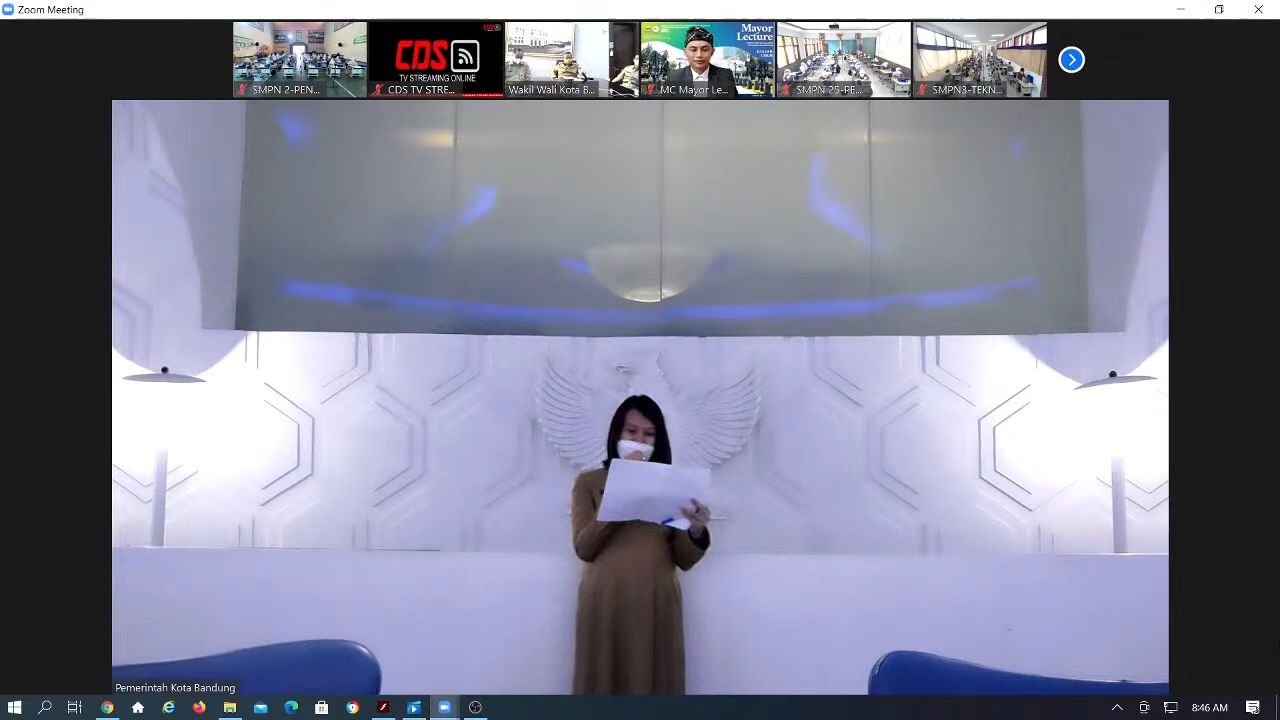 Zoom Meeting
SMPN 2-PEN...
CDS
TV STREAMING ONLINE
CDS TV STRE...
Wakil Wali Kota B...
Mayor
Lecture
MC Mayor Le...
SMPN 25-PE...
SMPN3-TEKN...
Pemerintah Kota Bandung
8:46 AM